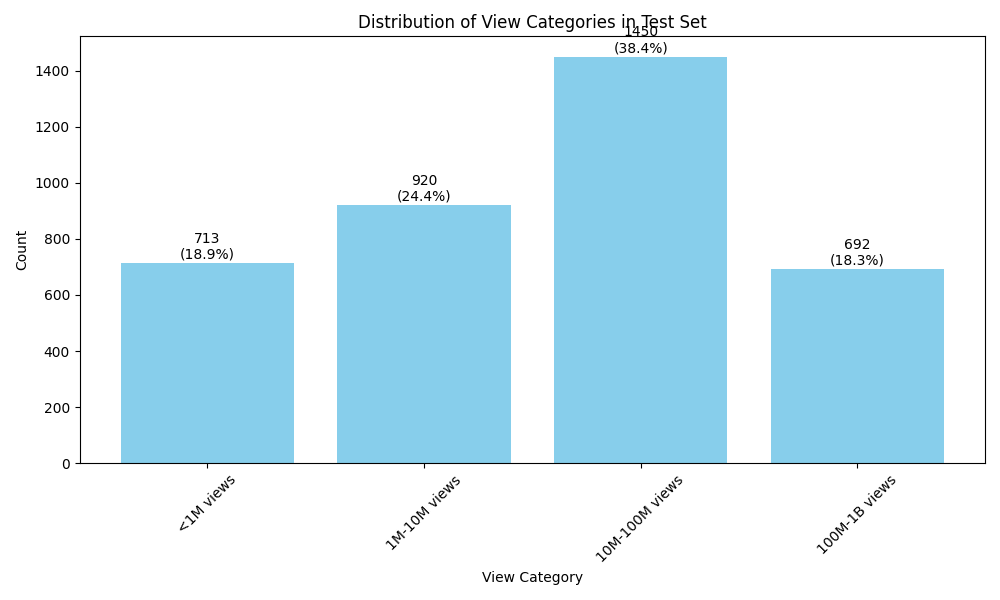 Distribution of View Categories in Test Set
1450
(38.4%)
1400
920
(24.4%)
1200
1000
713
(18.9%)
692
(18.3%)
800
600
400
200
0
Count
<1M views
1M-10M views
10M-100M views
100M-1B views
View Category